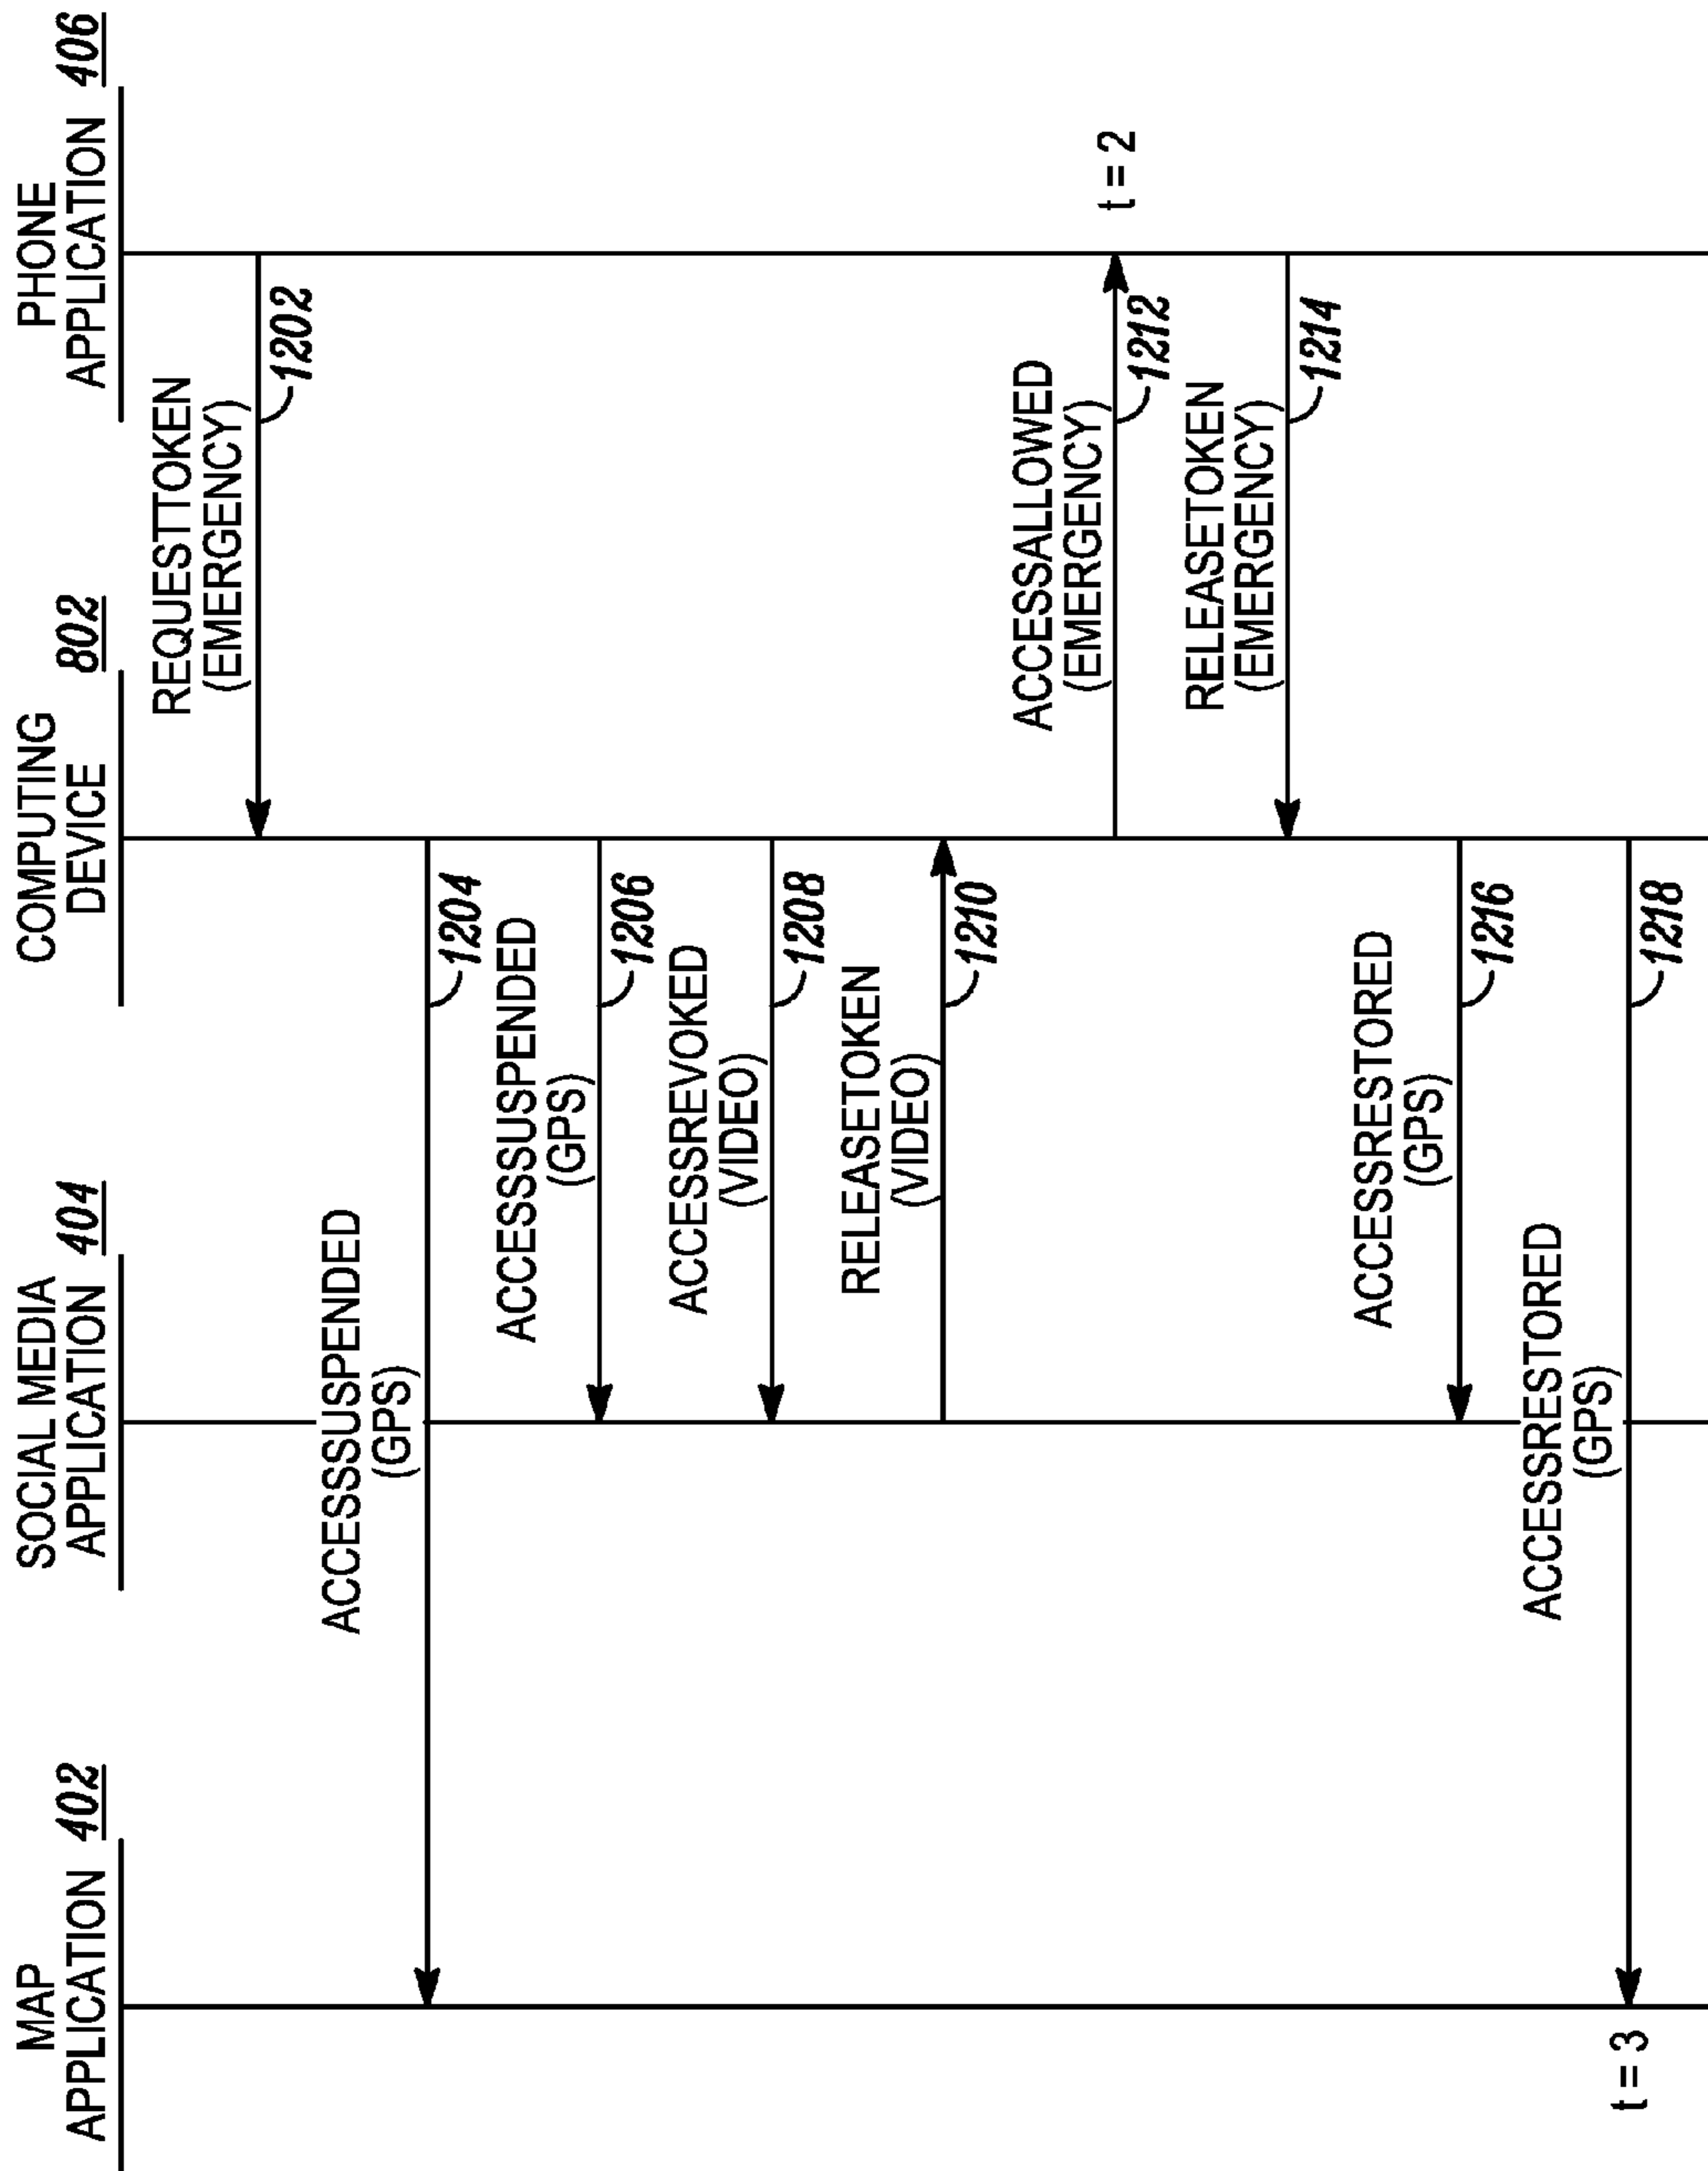 MAP
APPLICATION 402
SOCIAL MEDIA
APPLICATION 404
COMPUTING
DEVICE 802
PHONE
APPLICATION 406
REQUESTTOKEN
(EMERGENCY)
1202
ACCESSSUSPENDED
(GPS)
1204
ACCESSSUSPENDED
(GPS)
1206
ACCESSREVOKED
(VIDEO)
1208
RELEASETOKEN
(VIDEO)
1210
ACCESSALLOWED
(EMERGENCY)
1212
t = 2
RELEASETOKEN
(EMERGENCY)
1214
ACCESSRESTORED
(GPS)
1216
ACCESSRESTORED
(GPS)
1218
t = 3